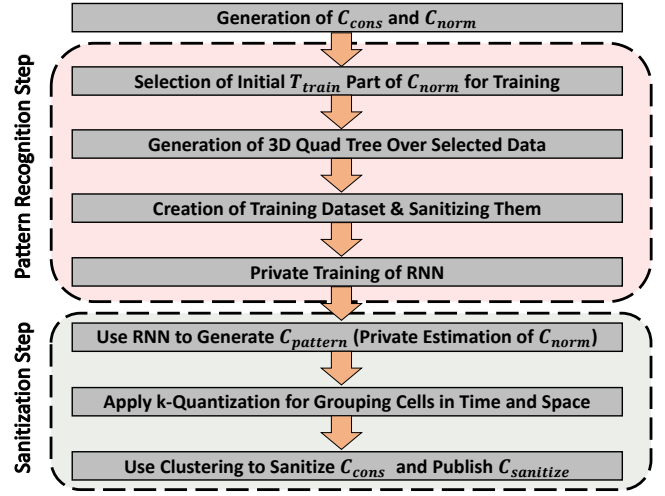 Generation of C_cons and C_norm
Pattern Recognition Step
Selection of Initial T_train Part of C_norm for Training
Generation of 3D Quad Tree Over Selected Data
Creation of Training Dataset & Sanitizing Them
Private Training of RNN
Sanitization Step
Use RNN to Generate C_pattern (Private Estimation of C_norm)
Apply k-Quantization for Grouping Cells in Time and Space
Use Clustering to Sanitize C_cons and Publish C_sanitize